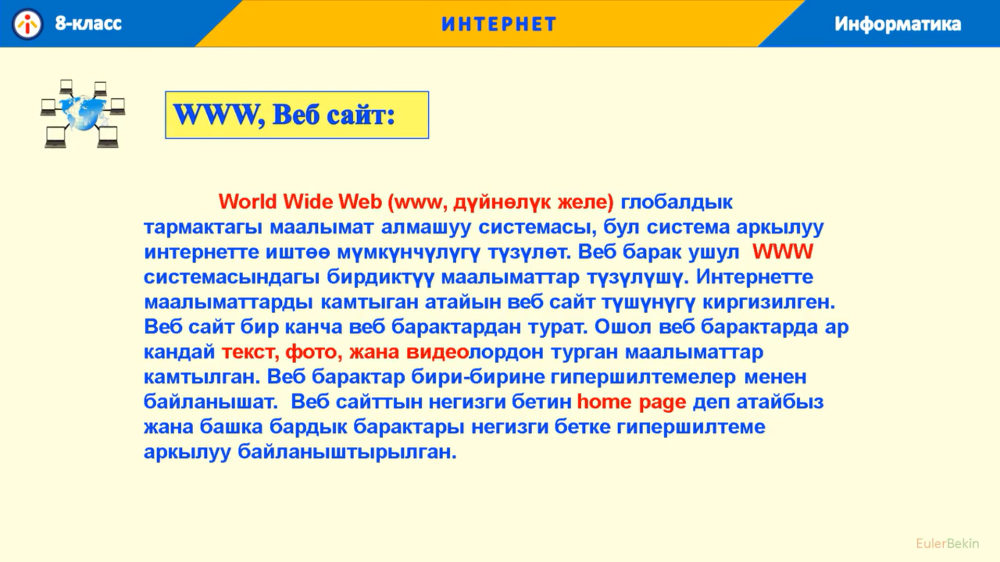 8-класс
ИНТЕРНЕТ
Информатика
WWW, Веб сайт:
World Wide Web (www, дүйнөлүк желе) глобалдык
тармактагы маалымат алмашуу системасы, бул система аркылуу
интернетте иштөө мүмкүнчүлүгү түзүлөт. Веб барак ушул WWW
системасындагы бирдиктүү маалыматтар түзүлүшү. Интернетте
маалыматтарды камтыган атайын веб сайт түшүнүгү киргизилген.
Веб сайт бир канча веб барактардан турат. Ошол веб барактарда ар
кандай текст, фото, жана видеолордон турган маалыматтар
камтылган. Веб барактар бири-бирине гипершилтемелер менен
байланышат. Веб сайттын негизги бетин home page деп атайбыз
жана башка бардык барактары негизги бетке гипершилтеме
аркылуу байланыштырылган.
EulerBekin